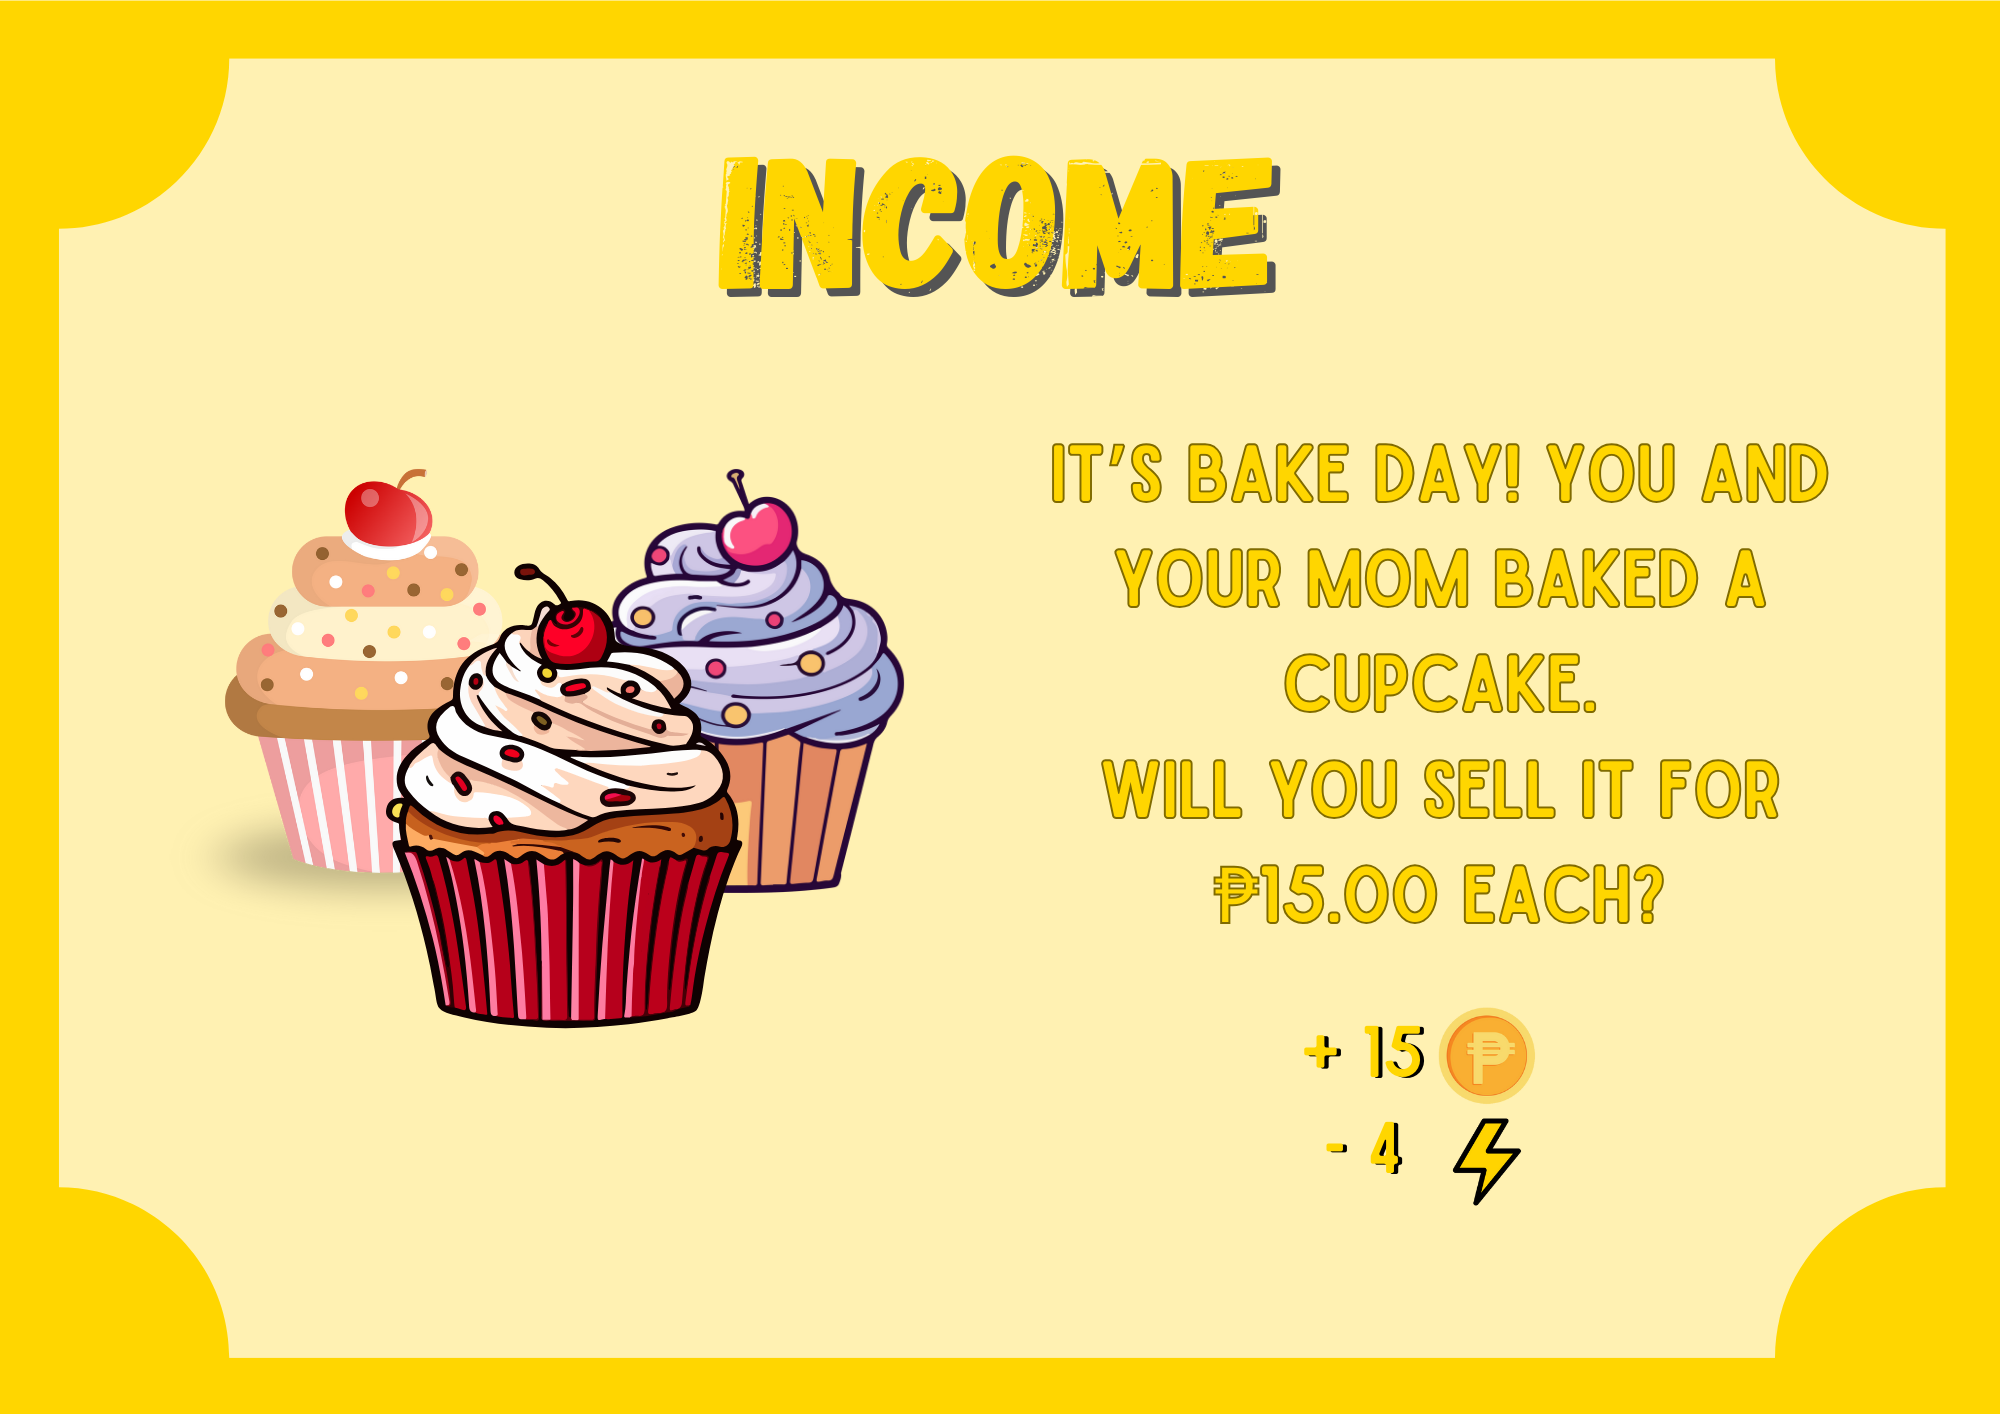 INCOME
IT'S BAKE DAY! YOU AND
YOUR MOM BAKED A
CUPCAKE.
WILL YOU SELL IT FOR
₱15.00 EACH?
+ 15 ₱
- 4